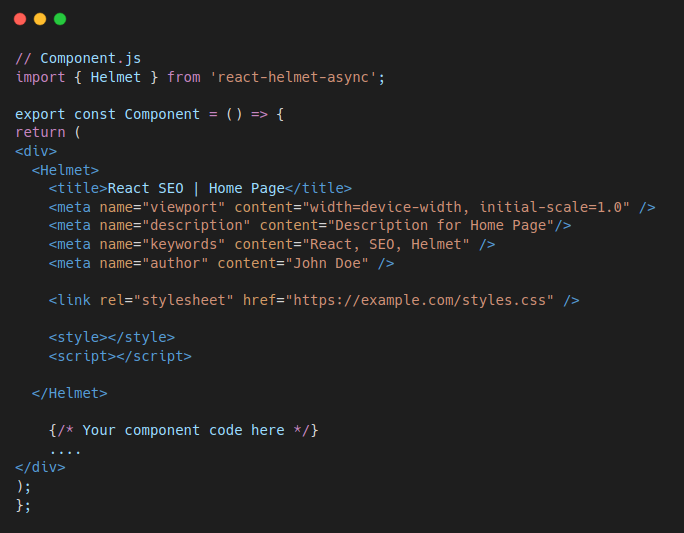 // Component.js
import { Helmet } from 'react-helmet-async';
export const Component = () => {
return (
<div>
<Helmet>
<title>React SEO | Home Page</title>
<meta name="viewport" content="width=device-width, initial-scale=1.0" />
<meta name="description" content="Description for Home Page"/>
<meta name="keywords" content="React, SEO, Helmet" />
<meta name="author" content="John Doe" />
<link rel="stylesheet" href="https://example.com/styles.css" />
<style></style>
<script></script>
</Helmet>
{/* Your component code here */}
....
</div>
);
};